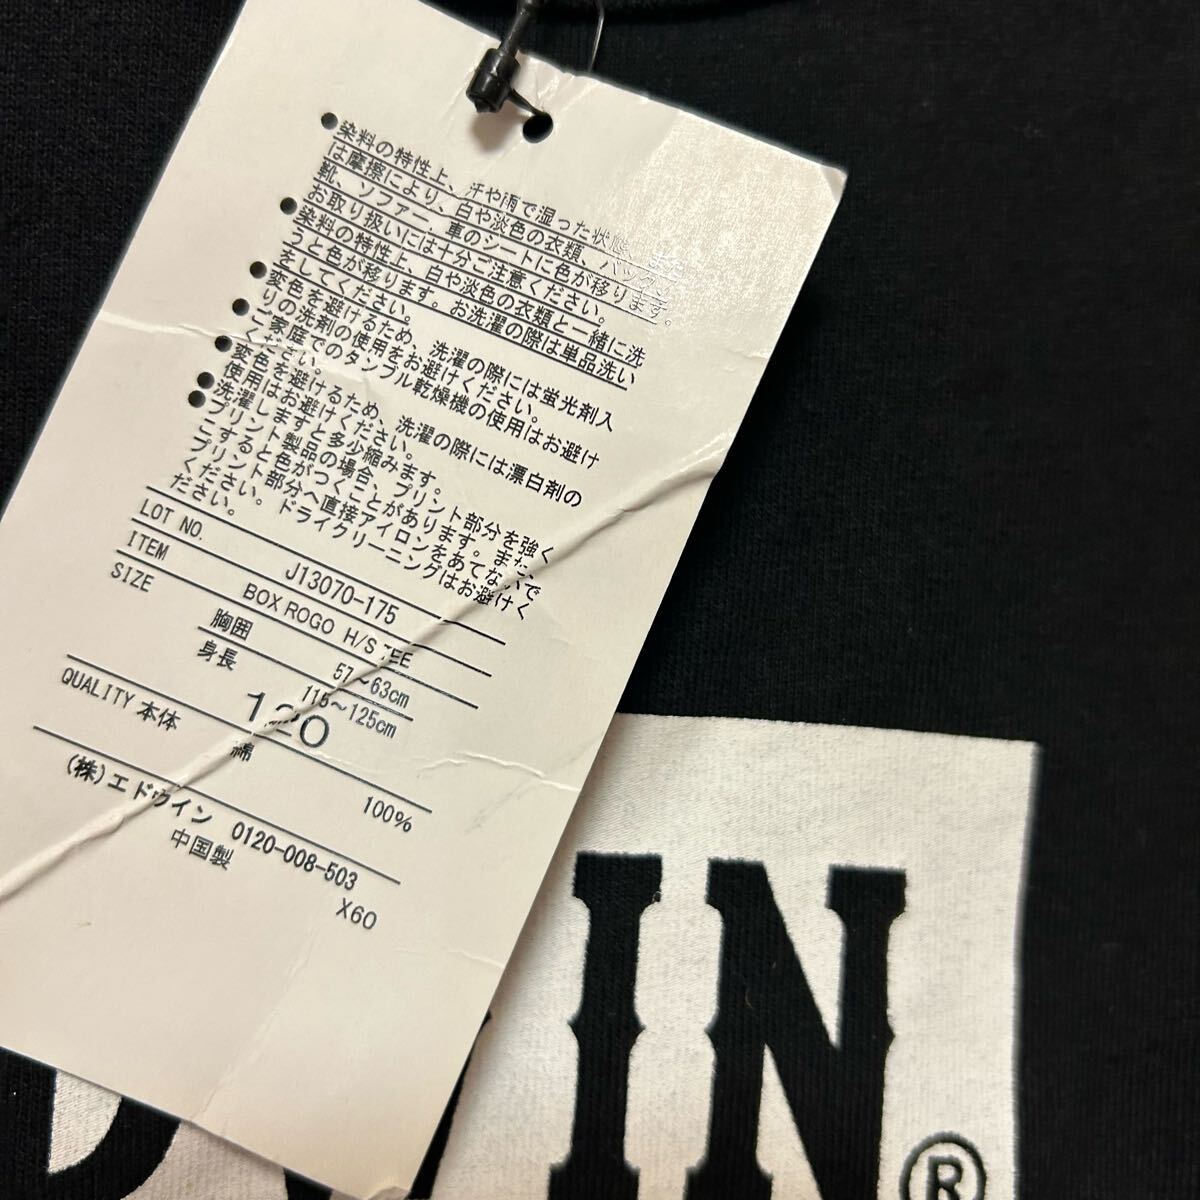 ●染料の特性上、汗や雨で湿った状態、また
は摩擦により、白や淡色の衣類、バック、
靴、ソファー、車のシートに色が移ります。
お取り扱いには十分ご注意ください。
●染料の特性上、白や淡色の衣類と一緒に洗
うと色が移ります。お洗濯の際は単品洗い
をしてください。
●変色を避けるため、洗濯の際には蛍光剤入
りの洗剤の使用をお避けください。
●ご家庭でのタンブル乾燥機の使用はお避け
ください。
●変色を避けるため、洗濯の際には漂白剤の
使用はお避けください。
●洗濯しますと多少縮みます。
●プリント製品の場合、プリント部分を強く
こすると色がつくことがあります。また、
プリント部分へ直接アイロンをあてないで
ください。ドライクリーニングはお避けく
ださい。
LOT NO. J13070-175
ITEM BOX ROGO H/S TEE
SIZE 胸囲 57~63cm
身長 115~125cm
120
QUALITY 本体 綿 100%
(株)エドウイン 0120-008-503
中国製 X60
IN
®